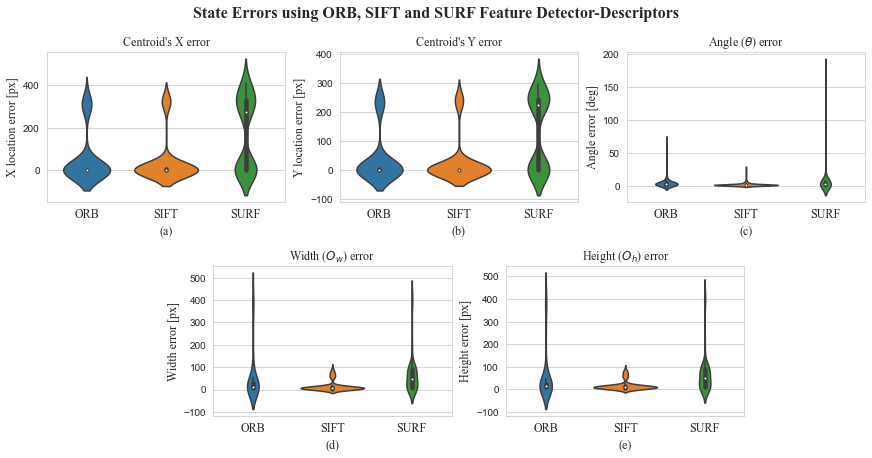 State Errors using ORB, SIFT and SURF Feature Detector-Descriptors
Centroid's X error
X location error [px]
400
200
0
ORB SIFT SURF
(a)
Centroid's Y error
Y location error [px]
400
300
200
100
0
−100
ORB SIFT SURF
(b)
Angle (θ) error
Angle error [deg]
200
150
100
50
0
ORB SIFT SURF
(c)
Width (O_w) error
Width error [px]
500
400
300
200
100
0
−100
ORB SIFT SURF
(d)
Height (O_h) error
Height error [px]
500
400
300
200
100
0
−100
ORB SIFT SURF
(e)